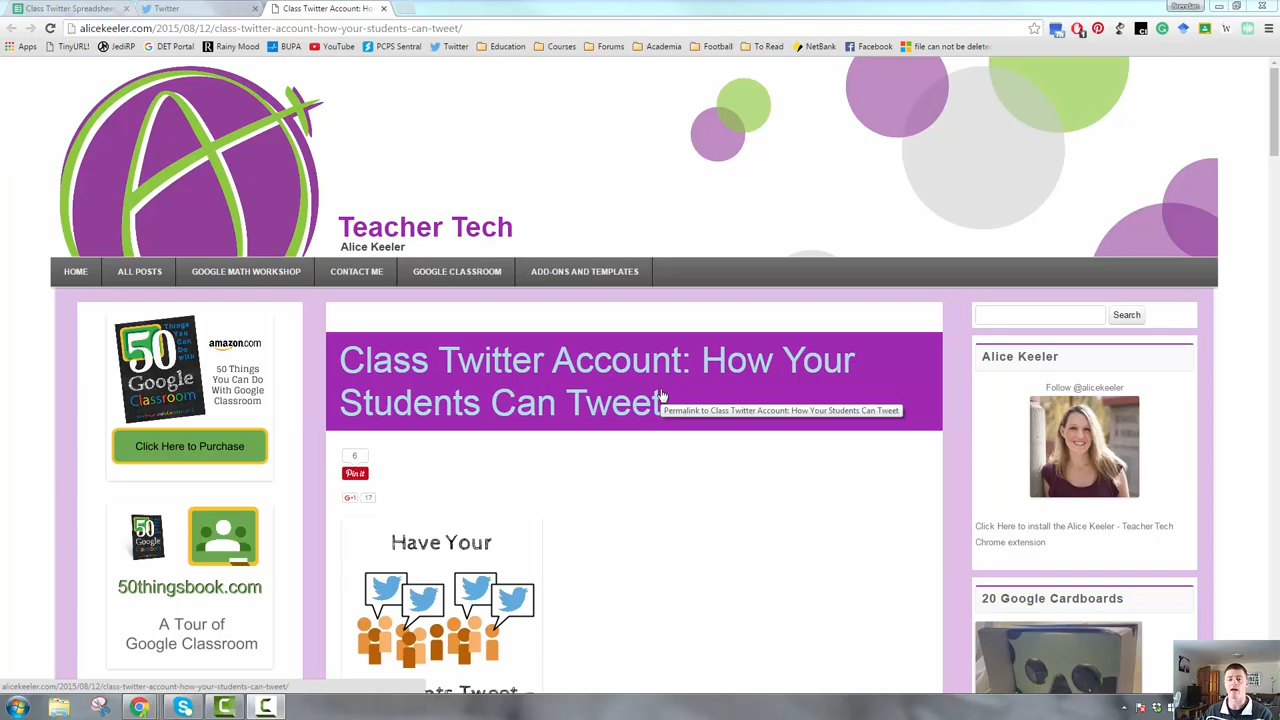 Class Twitter Spreadsheet
Twitter
Class Twitter Account: Ho
Brendan
alicekeeler.com/2015/08/12/class-twitter-account-how-your-students-can-tweet/
Apps TinyURL! JediRP DET Portal Rainy Mood BUPA YouTube PCPS Sentral Twitter Education Courses Forums Academia Football To Read NetBank Facebook file can not be delete
Teacher Tech
Alice Keeler
HOME ALL POSTS GOOGLE MATH WORKSHOP CONTACT ME GOOGLE CLASSROOM ADD-ONS AND TEMPLATES
50 Things
You Can
Do with
Google
Classroom
amazon.com
50 Things
You Can Do
With Google
Classroom
Click Here to Purchase
50
50thingsbook.com
A Tour of
Google Classroom
Class Twitter Account: How Your
Students Can Tweet
Permalink to Class Twitter Account: How Your Students Can Tweet
6
Pin it
G+1 17
Have Your
nts Tweet
Search
Alice Keeler
Follow @alicekeeler
Click Here to install the Alice Keeler - Teacher Tech
Chrome extension
20 Google Cardboards
alicekeeler.com/2015/08/12/class-twitter-account-how-your-students-can-tweet/